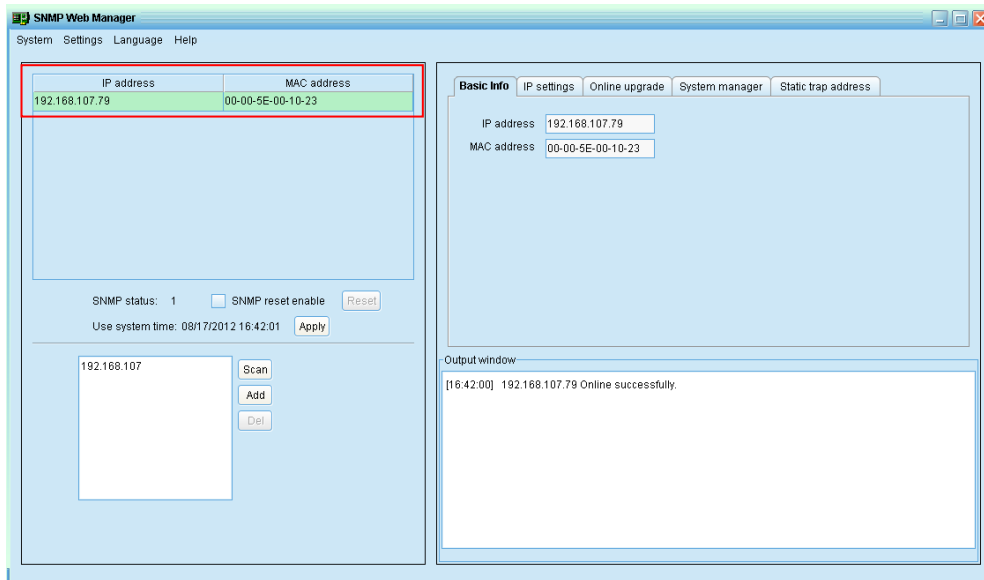 SNMP Web Manager
System Settings Language Help
IP address MAC address
192.168.107.79 00-00-5E-00-10-23
SNMP status: 1 SNMP reset enable Reset
Use system time: 08/17/2012 16:42:01 Apply
192.168.107
Scan
Add
Del
Basic Info IP settings Online upgrade System manager Static trap address
IP address 192.168.107.79
MAC address 00-00-5E-00-10-23
Output window
[16:42:00] 192.168.107.79 Online successfully.